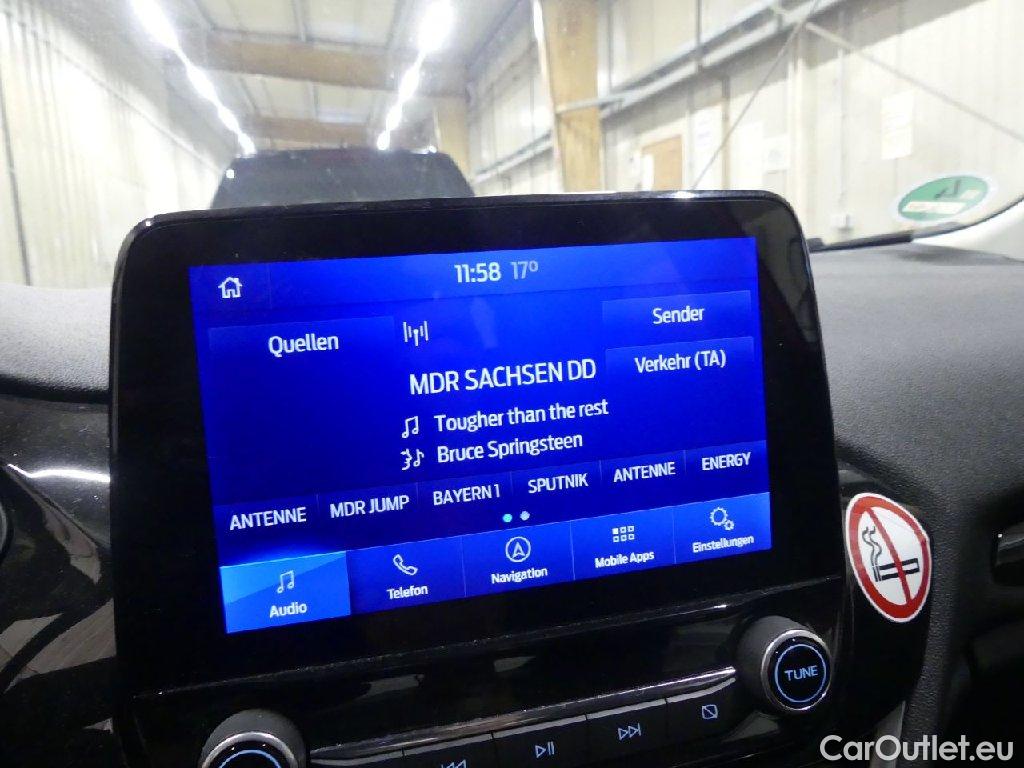 11:58 17°
Quellen
Sender
MDR SACHSEN DD
Verkehr (TA)
Tougher than the rest
Bruce Springsteen
ANTENNE MDR JUMP BAYERN 1 SPUTNIK ANTENNE ENERGY
Audio Telefon Navigation Mobile Apps Einstellungen
TUNE
CarOutlet.eu